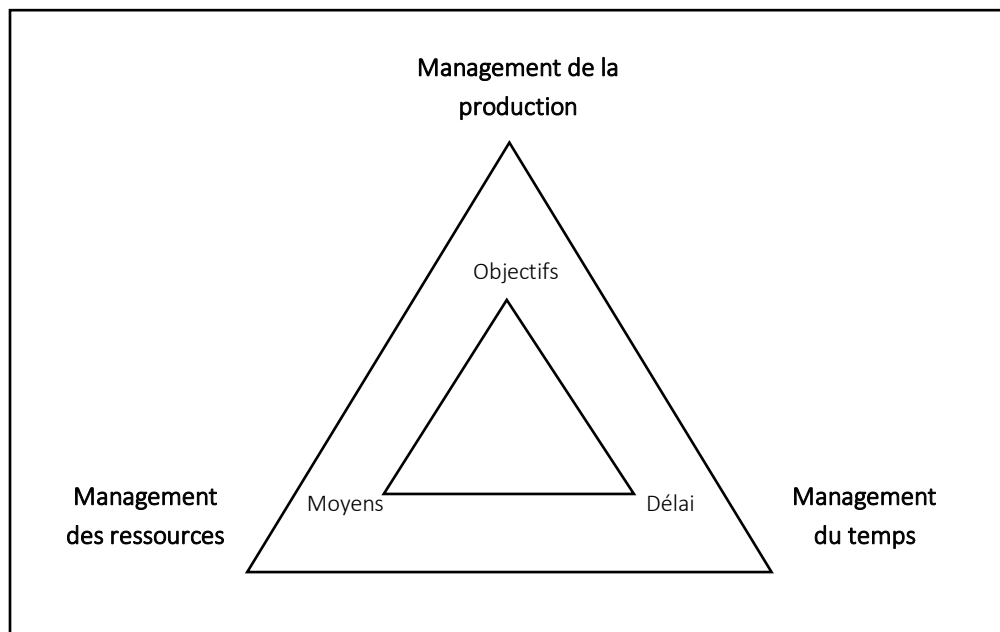 Management de la
production
Objectifs
Moyens
Délai
Management
des ressources
Management
du temps